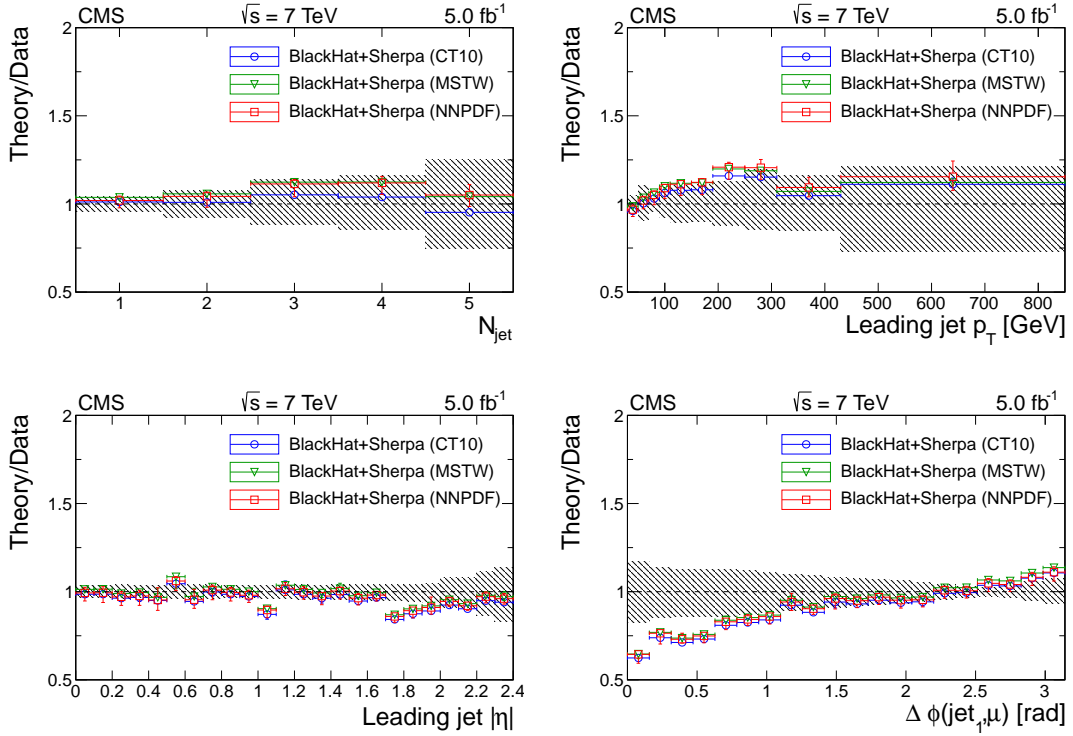 CMS √s = 7 TeV 5.0 fb⁻¹
Theory/Data
2
1.5
1
0.5
BlackHat+Sherpa (CT10)
BlackHat+Sherpa (MSTW)
BlackHat+Sherpa (NNPDF)
1 2 3 4 5
N_jet
CMS √s = 7 TeV 5.0 fb⁻¹
Theory/Data
2
1.5
1
0.5
BlackHat+Sherpa (CT10)
BlackHat+Sherpa (MSTW)
BlackHat+Sherpa (NNPDF)
100 200 300 400 500 600 700 800
Leading jet p_T [GeV]
CMS √s = 7 TeV 5.0 fb⁻¹
Theory/Data
2
1.5
1
0.5
BlackHat+Sherpa (CT10)
BlackHat+Sherpa (MSTW)
BlackHat+Sherpa (NNPDF)
0 0.2 0.4 0.6 0.8 1 1.2 1.4 1.6 1.8 2 2.2 2.4
Leading jet |η|
CMS √s = 7 TeV 5.0 fb⁻¹
Theory/Data
2
1.5
1
0.5
BlackHat+Sherpa (CT10)
BlackHat+Sherpa (MSTW)
BlackHat+Sherpa (NNPDF)
0 0.5 1 1.5 2 2.5 3
Δ φ(jet₁,μ) [rad]